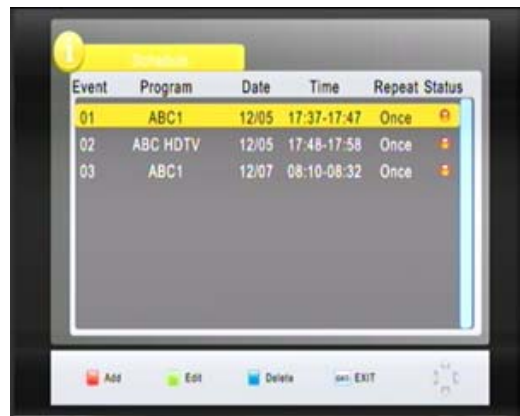 Schedule
Event Program Date Time Repeat Status
01 ABC1 12/05 17:37-17:47 Once
02 ABC HDTV 12/05 17:48-17:58 Once
03 ABC1 12/07 08:10-08:32 Once
Add Edit Delete EXIT